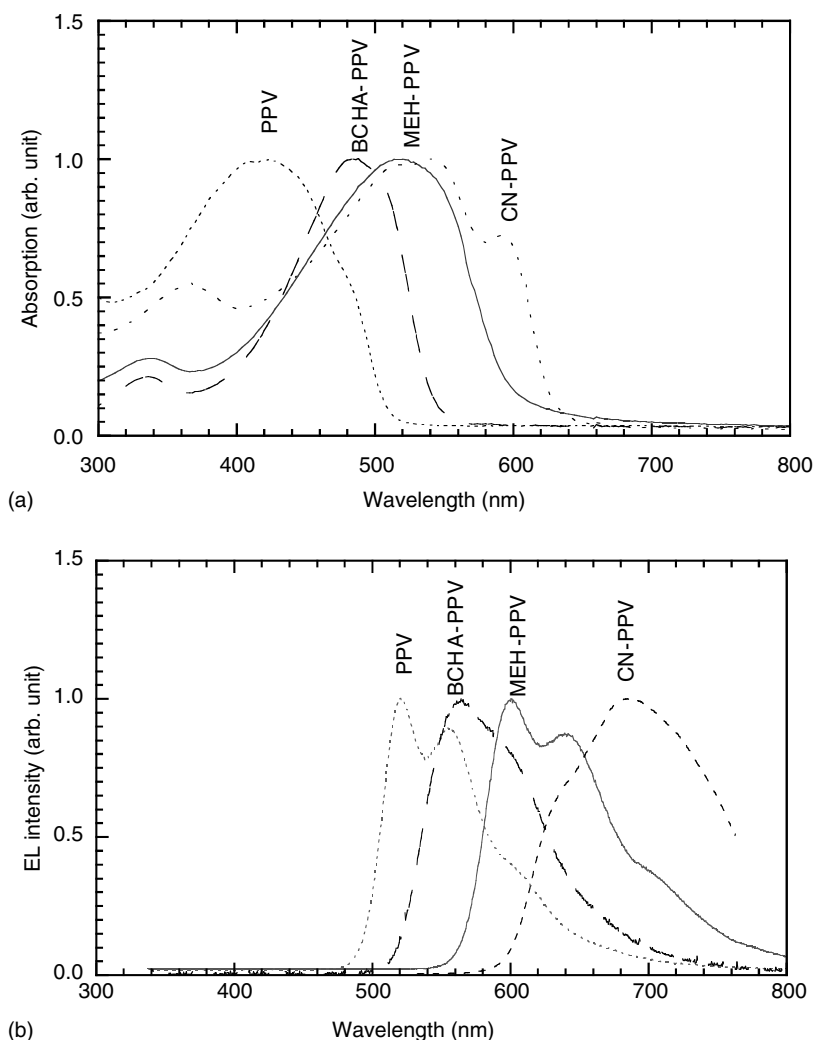 1.5
PPV
BCHA-PPV
MEH-PPV
CN-PPV
1.0
Absorption (arb. unit)
0.5
0.0
300 400 500 600 700 800
(a) Wavelength (nm)
1.5
PPV
BCHA-PPV
MEH-PPV
CN-PPV
1.0
EL intensity (arb. unit)
0.5
0.0
300 400 500 600 700 800
(b) Wavelength (nm)